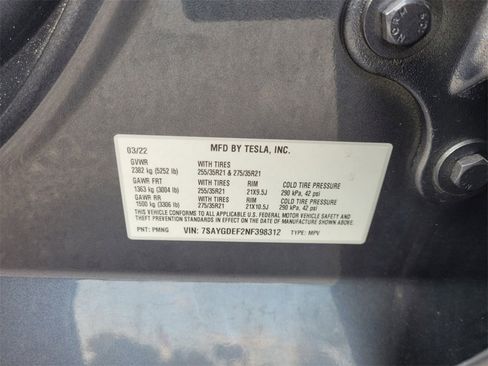 03/22 MFD BY TESLA, INC.
GVWR WITH TIRES
2382 kg (5252 lb) 255/35R21 & 275/35R21
GAWR FRT WITH TIRES RIM COLD TIRE PRESSURE
1363 kg (3004 lb) 255/35R21 21X9.5J 290 kPa, 42 psi
GAWR RR WITH TIRES RIM COLD TIRE PRESSURE
1500 kg (3306 lb) 275/35R21 21X10.5J 290 kPa, 42 psi
THIS VEHICLE CONFORMS TO ALL APPLICABLE U.S. FEDERAL MOTOR VEHICLE SAFETY AND
THEFT PREVENTION STANDARDS IN EFFECT ON THE DATE OF MANUFACTURE SHOWN ABOVE.
PNT: PMNG VIN: 7SAYGDEF2NF398312 TYPE: MPV